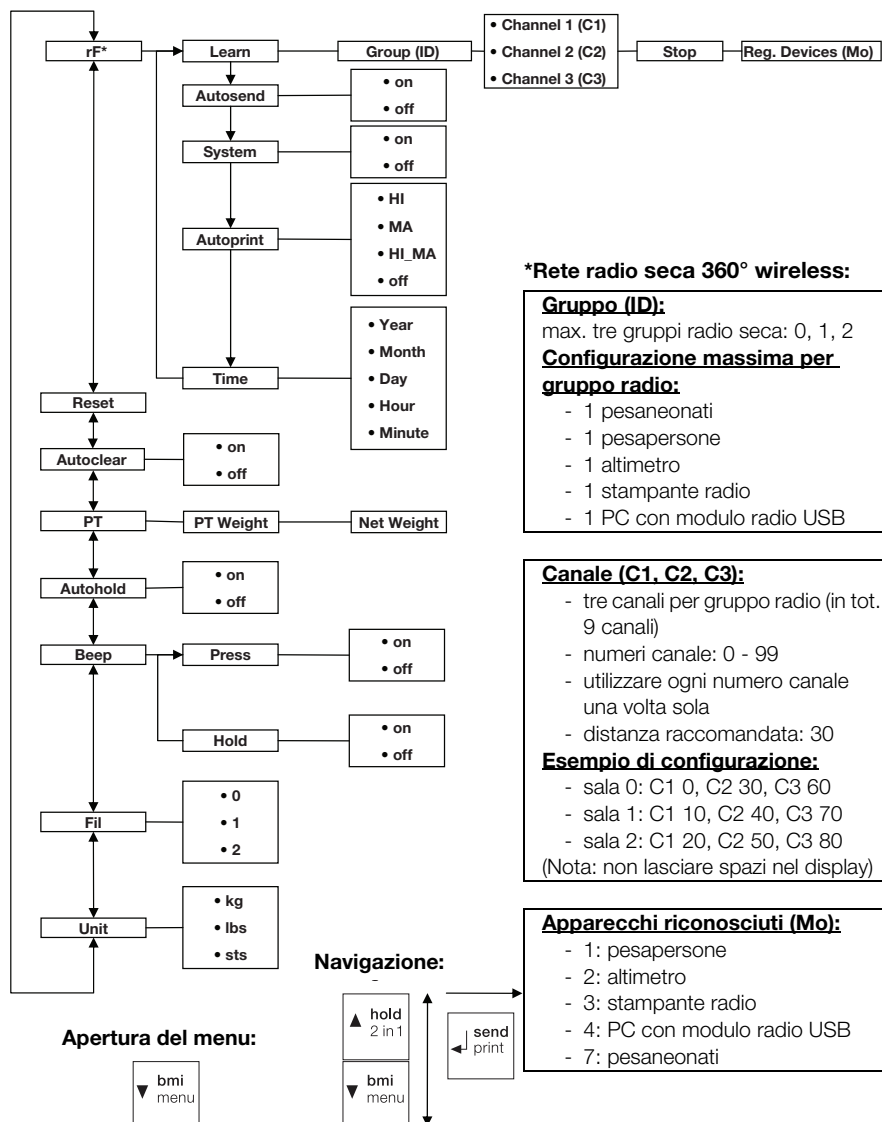 rF*
Learn
Group (ID)
• Channel 1 (C1)
• Channel 2 (C2)
• Channel 3 (C3)
Stop
Reg. Devices (Mo)
Autosend
• on
• off
System
• on
• off
Autoprint
• HI
• MA
• HI_MA
• off
Time
• Year
• Month
• Day
• Hour
• Minute
Reset
Autoclear
• on
• off
PT
PT Weight
Net Weight
Autohold
• on
• off
Beep
Press
• on
• off
Hold
• on
• off
Fil
• 0
• 1
• 2
Unit
• kg
• lbs
• sts
*Rete radio seca 360° wireless:
Gruppo (ID):
max. tre gruppi radio seca: 0, 1, 2
Configurazione massima per
gruppo radio:
- 1 pesaneonati
- 1 pesapersone
- 1 altimetro
- 1 stampante radio
- 1 PC con modulo radio USB
Canale (C1, C2, C3):
- tre canali per gruppo radio (in tot.
9 canali)
- numeri canale: 0 - 99
- utilizzare ogni numero canale
una volta sola
- distanza raccomandata: 30
Esempio di configurazione:
- sala 0: C1 0, C2 30, C3 60
- sala 1: C1 10, C2 40, C3 70
- sala 2: C1 20, C2 50, C3 80
(Nota: non lasciare spazi nel display)
Apparecchi riconosciuti (Mo):
- 1: pesapersone
- 2: altimetro
- 3: stampante radio
- 4: PC con modulo radio USB
- 7: pesaneonati
Navigazione:
hold
2 in 1
send
print
bmi
menu
Apertura del menu:
bmi
menu